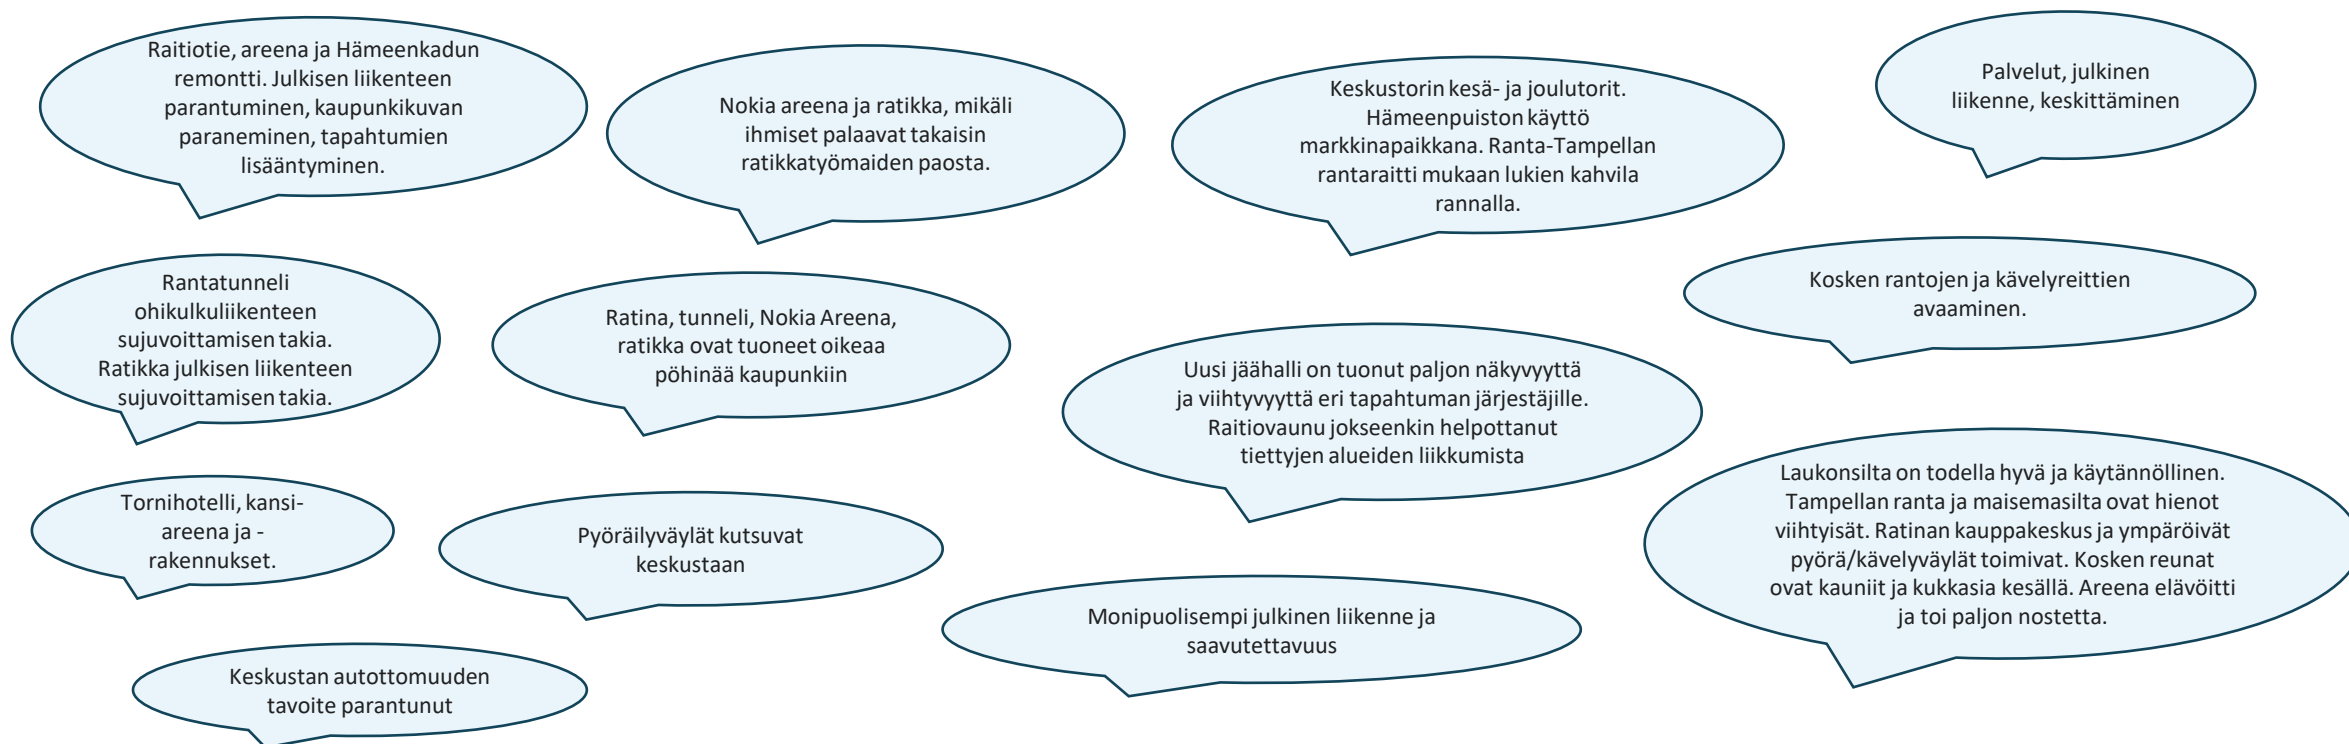 Raitiotie, areena ja Hämeenkadun
remontti. Julkisen liikenteen
parantuminen, kaupunkikuvan
paraneminen, tapahtumien
lisääntyminen.
Nokia areena ja ratikka, mikäli
ihmiset palaavat takaisin
ratikkatyömaiden paosta.
Keskustorin kesä- ja joulutorit.
Hämeenpuiston käyttö
markkinapaikkana. Ranta-Tampellan
rantaraitti mukaan lukien kahvila
rannalla.
Palvelut, julkinen
liikenne, keskittäminen
Rantatunneli
ohikulkuliikenteen
sujuvoittamisen takia.
Ratikka julkisen liikenteen
sujuvoittamisen takia.
Ratina, tunneli, Nokia Areena,
ratikka ovat tuoneet oikeaa
pöhinää kaupunkiin
Kosken rantojen ja kävelyreittien
avaaminen.
Uusi jäähalli on tuonut paljon näkyvyyttä
ja viihtyvyyttä eri tapahtuman järjestäjille.
Raitiovaunu jokseenkin helpottanut
tiettyjen alueiden liikkumista
Tornihotelli, kansi-
areena ja -
rakennukset.
Pyöräilyväylät kutsuvat
keskustaan
Laukonsilta on todella hyvä ja käytännöllinen.
Tampellan ranta ja maisemasilta ovat hienot
viihtyisät. Ratinan kauppakeskus ja ympäröivät
pyörä/kävelyväylät toimivat. Kosken reunat
ovat kauniit ja kukkasia kesällä. Areena elävöitti
ja toi paljon nostetta.
Monipuolisempi julkinen liikenne ja
saavutettavuus
Keskustan autottomuuden
tavoite parantunut